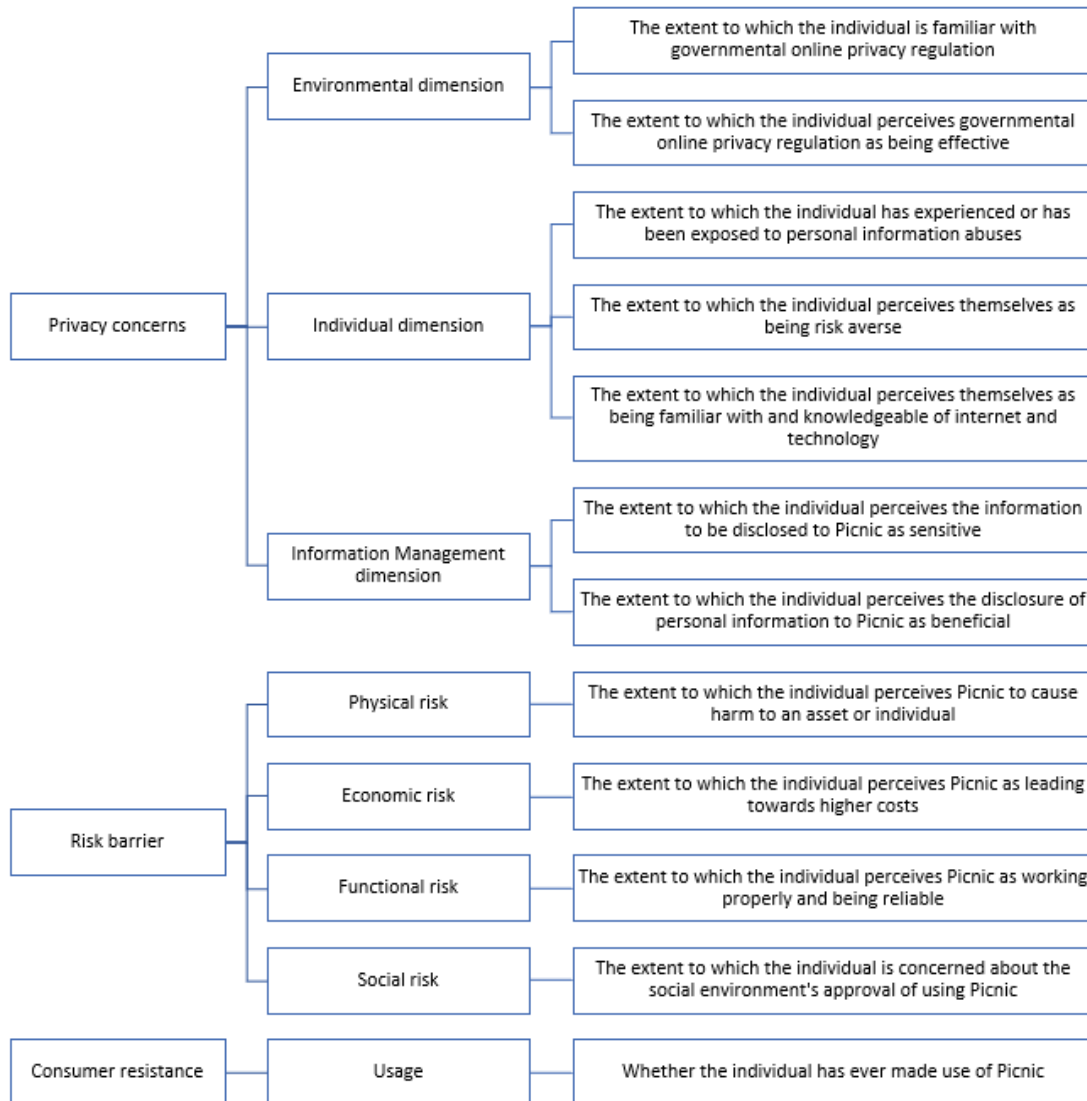 Privacy concerns
Environmental dimension
The extent to which the individual is familiar with
governmental online privacy regulation
The extent to which the individual perceives governmental
online privacy regulation as being effective
Individual dimension
The extent to which the individual has experienced or has
been exposed to personal information abuses
The extent to which the individual perceives themselves as
being risk averse
The extent to which the individual perceives themselves as
being familiar with and knowledgeable of internet and
technology
Information Management
dimension
The extent to which the individual perceives the information
to be disclosed to Picnic as sensitive
The extent to which the individual perceives the disclosure of
personal information to Picnic as beneficial
Risk barrier
Physical risk
The extent to which the individual perceives Picnic to cause
harm to an asset or individual
Economic risk
The extent to which the individual perceives Picnic as leading
towards higher costs
Functional risk
The extent to which the individual perceives Picnic as working
properly and being reliable
Social risk
The extent to which the individual is concerned about the
social environment's approval of using Picnic
Consumer resistance
Usage
Whether the individual has ever made use of Picnic